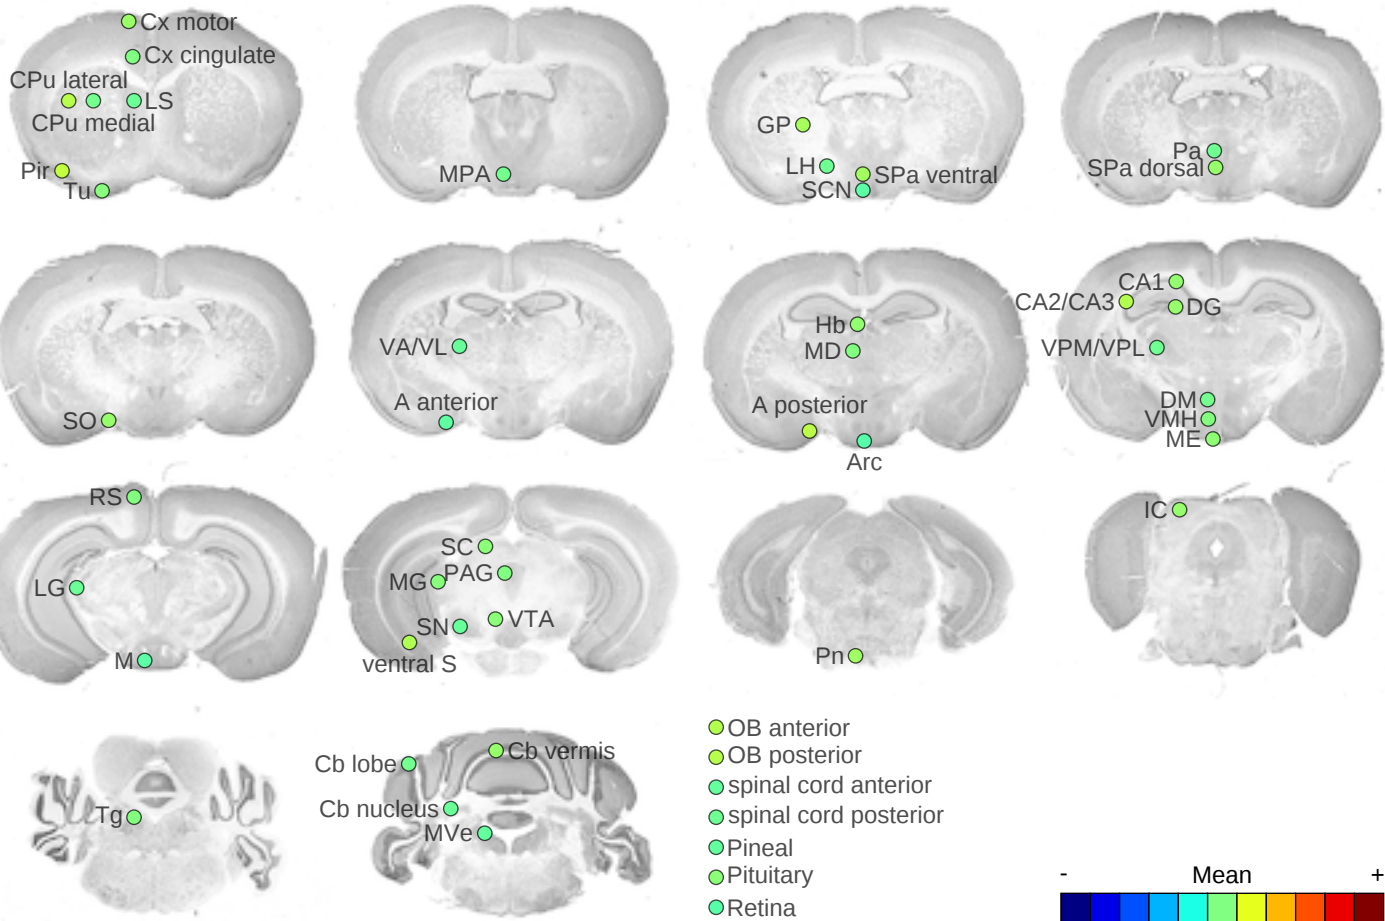 Cx motor
Cx cingulate
CPu lateral
LS
CPu medial
Pir
Tu
MPA
GP
LH
SPa ventral
SCN
Pa
SPa dorsal
SO
VA/VL
A anterior
Hb
MD
A posterior
Arc
CA1
CA2/CA3
DG
VPM/VPL
DM
VMH
ME
RS
LG
M
SC
MG
PAG
SN
VTA
ventral S
Pn
IC
Tg
Cb lobe
Cb vermis
Cb nucleus
MVe
OB anterior
OB posterior
spinal cord anterior
spinal cord posterior
Pineal
Pituitary
Retina
- Mean +